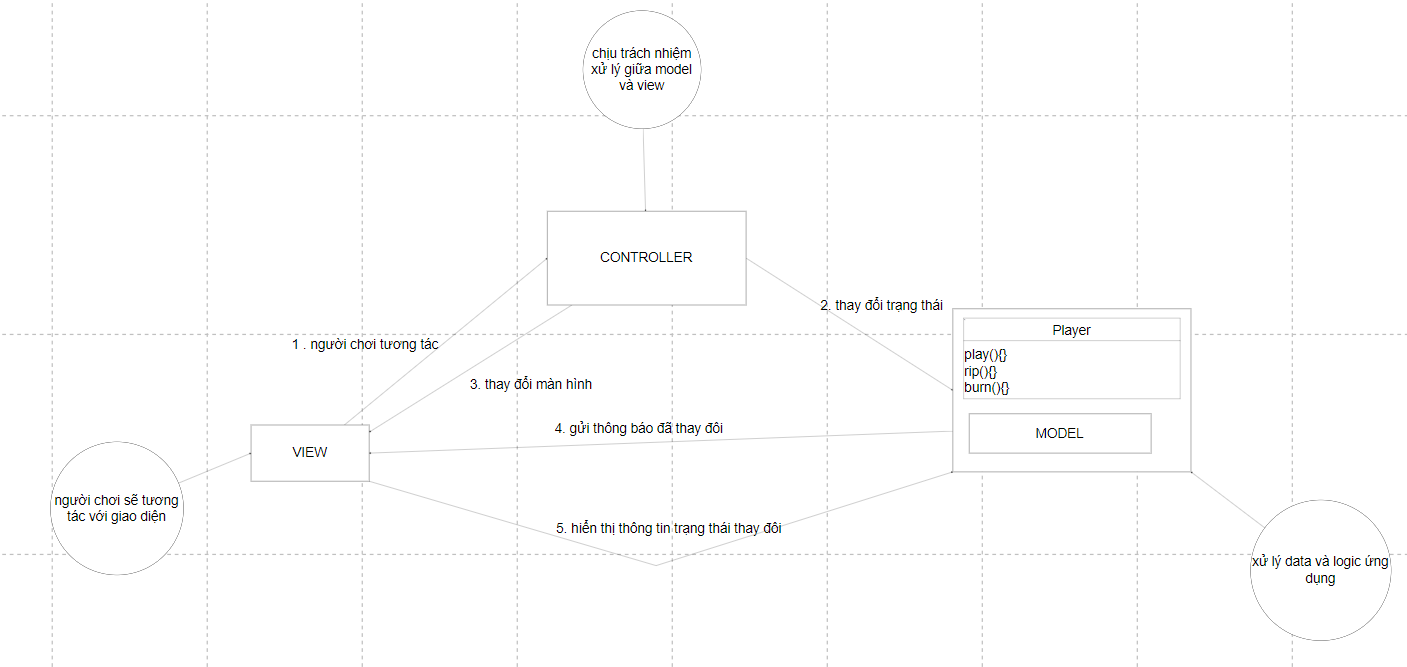 chịu trách nhiệm
xử lý giữa model
và view
CONTROLLER
2. thay đổi trạng thái
Player
1 . người chơi tương tác
play(){}
rip(){}
3. thay đổi màn hình
burn(){}
4. gửi thông báo đã thay đôi
MODEL
VIEW
người chơi sẽ tương
tác với giao diện
5. hiển thị thông tin trạng thái thay đôi
xử lý data và logic ứng
dụng